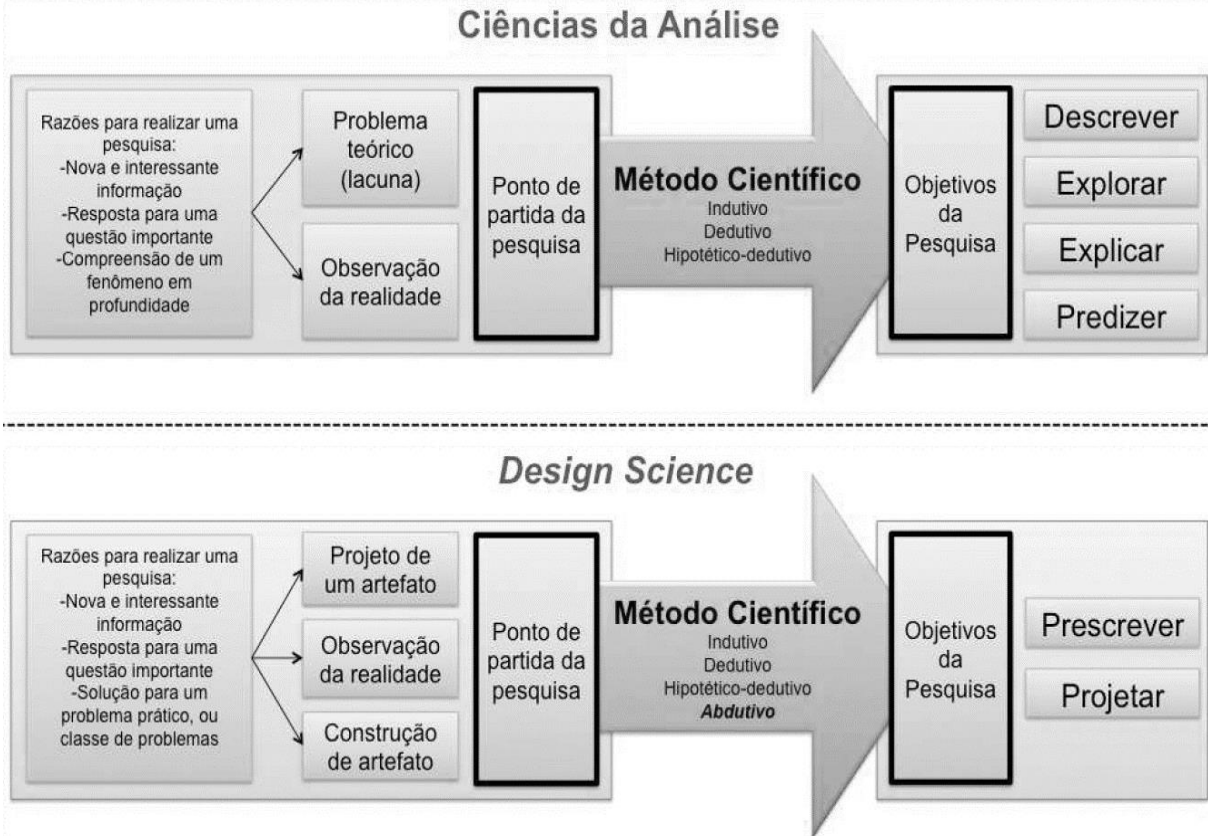 Ciências da Análise
Razões para realizar uma
pesquisa:
-Nova e interessante
informação
-Resposta para uma
questão importante
-Compreensão de um
fenômeno em
profundidade
Problema
teórico
(lacuna)
Observação
da realidade
Ponto de
partida da
pesquisa
Método Científico
Indutivo
Dedutivo
Hipotético-dedutivo
Objetivos
da
Pesquisa
Descrever
Explorar
Explicar
Predizer
Design Science
Razões para realizar uma
pesquisa:
-Nova e interessante
informação
-Resposta para uma
questão importante
-Solução para um
problema prático, ou
classe de problemas
Projeto de
um artefato
Observação
da realidade
Construção
de artefato
Ponto de
partida da
pesquisa
Método Científico
Indutivo
Dedutivo
Hipotético-dedutivo
Abdutivo
Objetivos
da
Pesquisa
Prescrever
Projetar